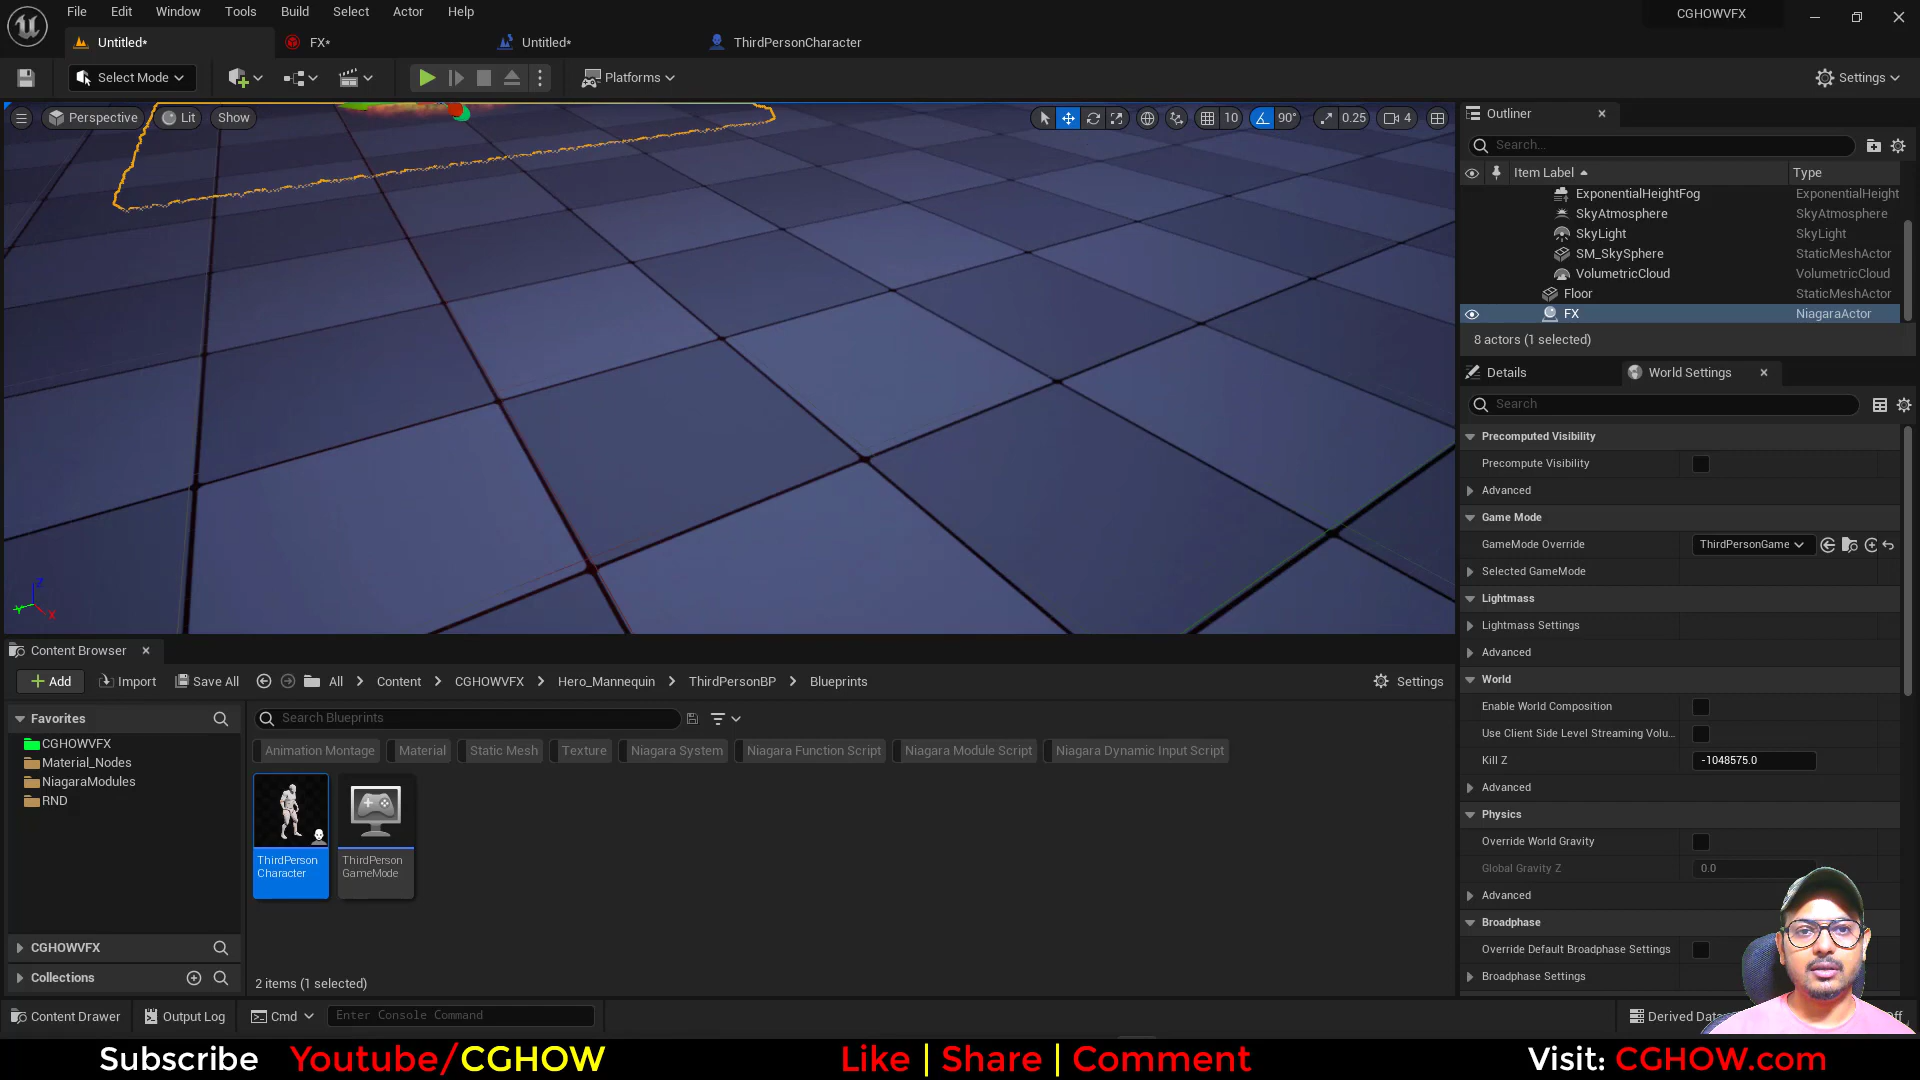 File Edit Window Tools Build Select Actor Help
CGHOWVFX
Untitled* FX* Untitled* ThirdPersonCharacter
Select Mode Platforms Settings
Perspective Lit Show 10 90° 0.25 4
Outliner
Search...
Item Label Type
ExponentialHeightFog ExponentialHeight
SkyAtmosphere SkyAtmosphere
SkyLight SkyLight
SM_SkySphere StaticMeshActor
VolumetricCloud VolumetricCloud
Floor StaticMeshActor
FX NiagaraActor
8 actors (1 selected)
Details World Settings
Search
Precomputed Visibility
Precompute Visibility
Advanced
Game Mode
GameMode Override ThirdPersonGame
Selected GameMode
Lightmass
Lightmass Settings
Advanced
World
Enable World Composition
Use Client Side Level Streaming Volu...
Kill Z -1048575.0
Advanced
Physics
Override World Gravity
Global Gravity Z 0.0
Advanced
Broadphase
Override Default Broadphase Settings
Broadphase Settings
Z
Y
X
Content Browser
Add Import Save All All Content CGHOWVFX Hero_Mannequin ThirdPersonBP Blueprints Settings
Favorites
CGHOWVFX
Material_Nodes
NiagaraModules
RND
CGHOWVFX
Collections
Search Blueprints
Animation Montage Material Static Mesh Texture Niagara System Niagara Function Script Niagara Module Script Niagara Dynamic Input Script
ThirdPerson
Character
ThirdPerson
GameMode
2 items (1 selected)
Content Drawer Output Log Cmd Enter Console Command Derived Data
Subscribe Youtube/CGHOW Like | Share | Comment Visit: CGHOW.com